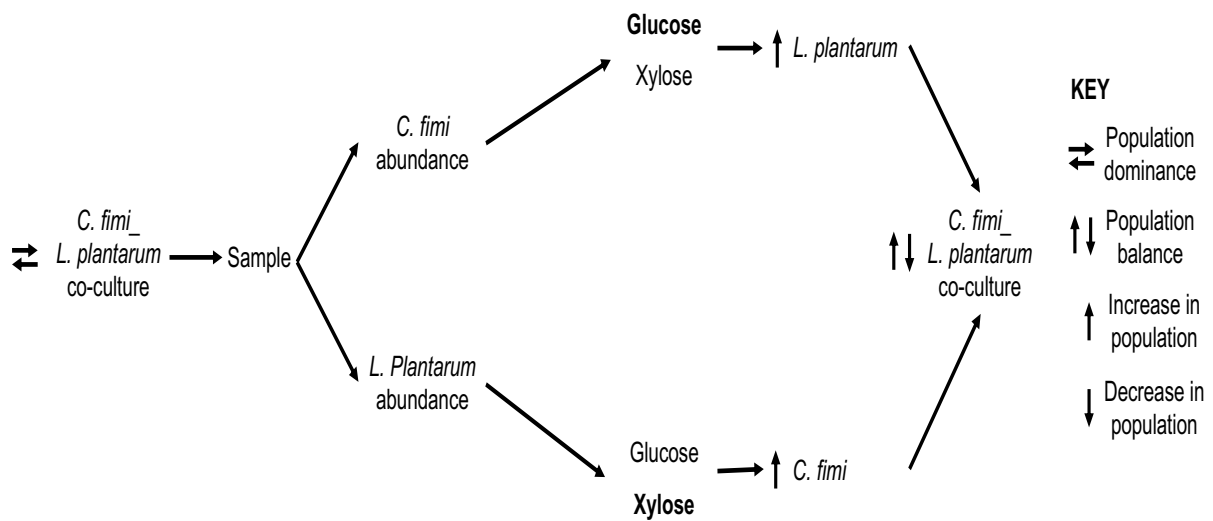 C. fimi_
L. plantarum
co-culture
Sample
C. fimi
abundance
L. Plantarum
abundance
Glucose
Xylose
L. plantarum
Glucose
Xylose
C. fimi
C. fimi_
L. plantarum
co-culture
KEY
Population
dominance
Population
balance
Increase in
population
Decrease in
population